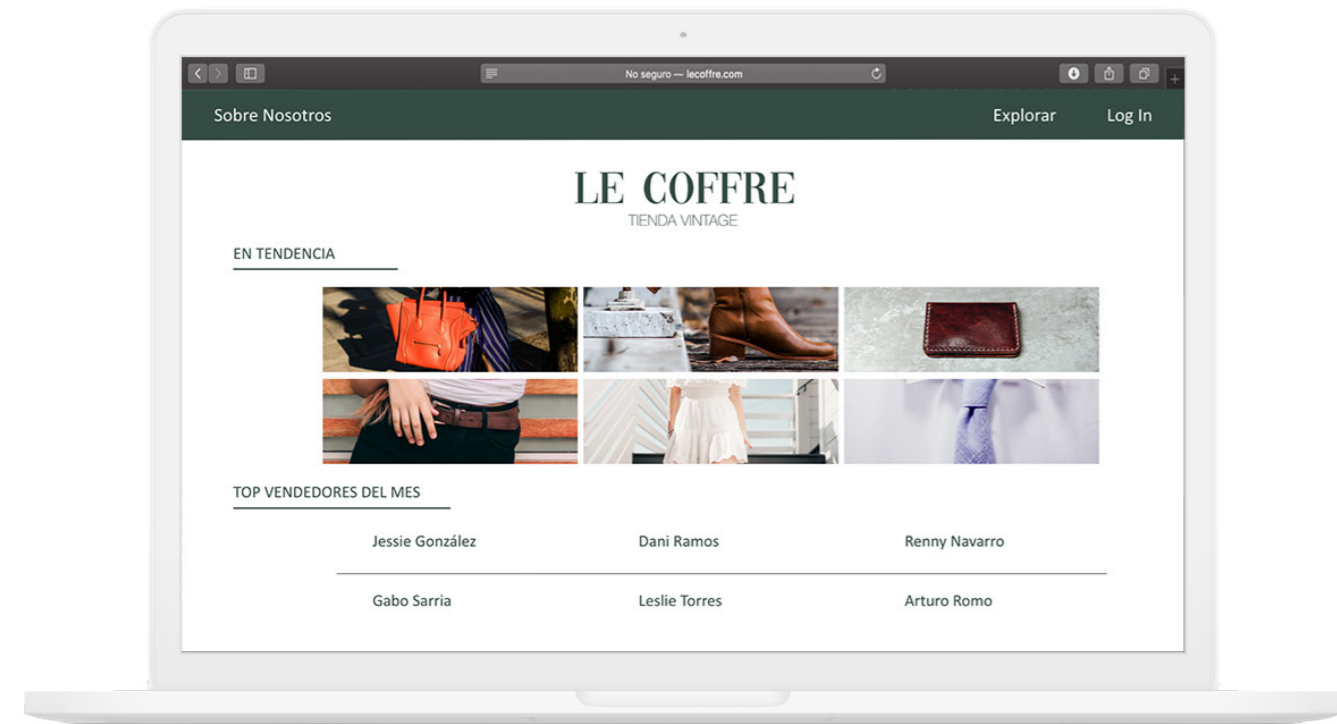 No seguro — lecoffre.com
Sobre Nosotros Explorar Log In
LE COFFRE
TIENDA VINTAGE
EN TENDENCIA
TOP VENDEDORES DEL MES
Jessie González Dani Ramos Renny Navarro
Gabo Sarria Leslie Torres Arturo Romo